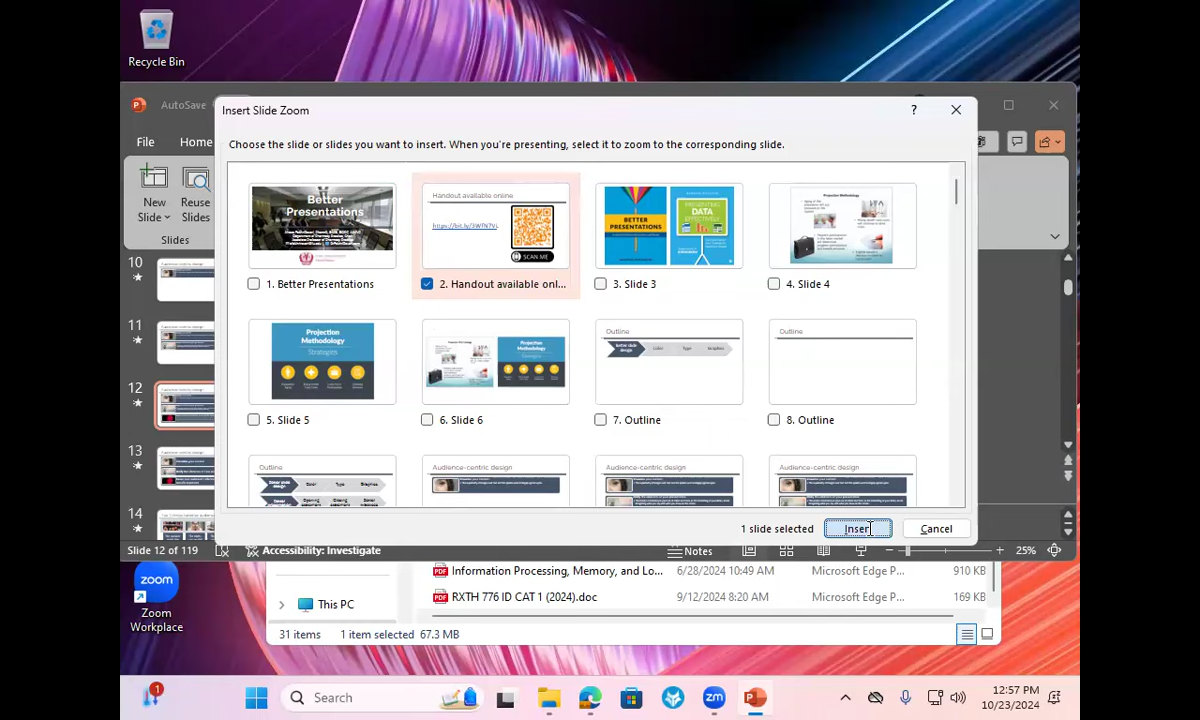 Recycle Bin
AutoSave
Insert Slide Zoom
?
File
Home
Choose the slide or slides you want to insert. When you're presenting, select it to zoom to the corresponding slide.
New
Slide
Reuse
Slides
Slides
Better
Presentations
Handout available online
SCAN ME
BETTER
PRESENTATIONS
PRESENTING
DATA
EFFECTIVELY
Projection Methodology
1. Better Presentations
2. Handout available onl...
3. Slide 3
4. Slide 4
10
11
12
13
14
Projection
Methodology
Strategies
Projection
Methodology
Outline
Better slide
design
Color
Type
Graphics
Outline
5. Slide 5
6. Slide 6
7. Outline
8. Outline
Outline
Audience-centric design
Audience-centric design
Audience-centric design
1 slide selected
Insert
Cancel
Slide 12 of 119
Accessibility: Investigate
Notes
25%
Information Processing, Memory, and Lo...
6/28/2024 10:49 AM
Microsoft Edge P...
910 KB
This PC
RXTH 776 ID CAT 1 (2024).doc
9/12/2024 8:20 AM
Microsoft Edge P...
169 KB
zoom
Zoom
Workplace
31 items
1 item selected
67.3 MB
1
Search
zm
12:57 PM
10/23/2024